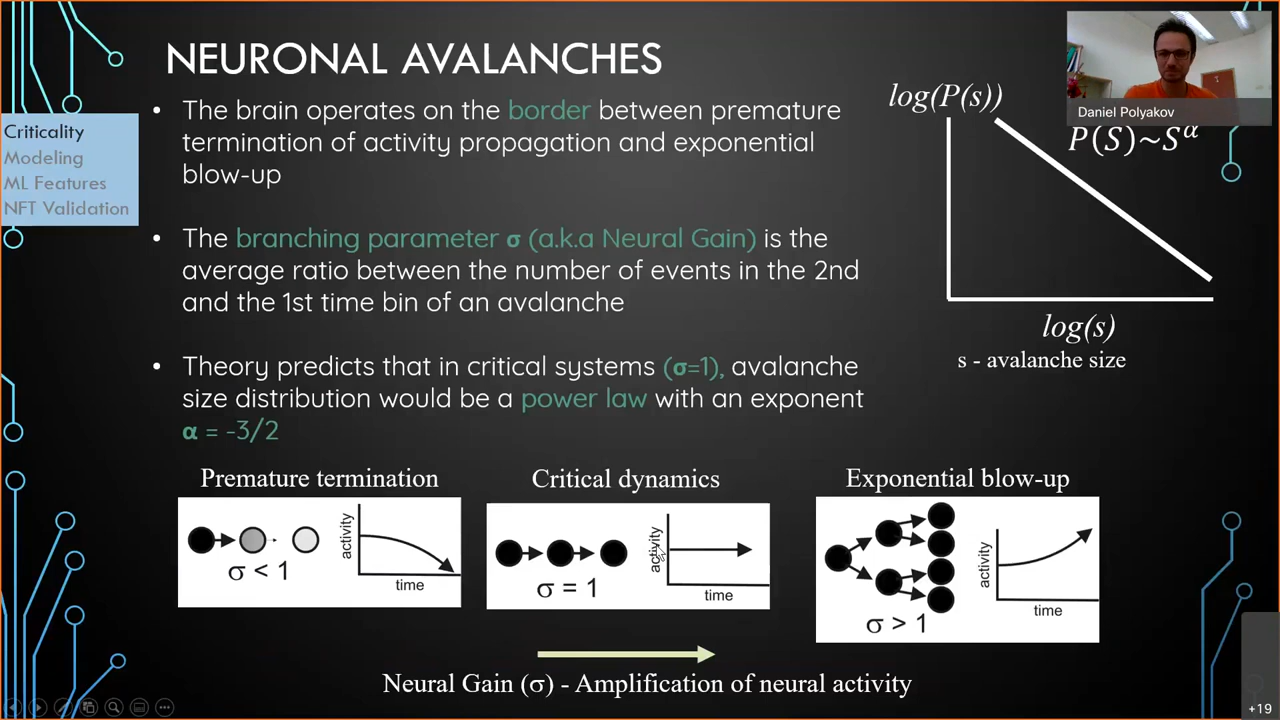 NEURONAL AVALANCHES
Daniel Polyakov
Criticality
Modeling
ML Features
NFT Validation
• The brain operates on the border between premature
termination of activity propagation and exponential
blow-up
• The branching parameter σ (a.k.a Neural Gain) is the
average ratio between the number of events in the 2nd
and the 1st time bin of an avalanche
• Theory predicts that in critical systems (σ=1), avalanche
size distribution would be a power law with an exponent
α = -3/2
log(P(s))
P(S)~S^α
log(s)
s - avalanche size
Premature termination
σ < 1
activity
time
Critical dynamics
σ = 1
activity
time
Exponential blow-up
σ > 1
activity
time
Neural Gain (σ) - Amplification of neural activity
+19